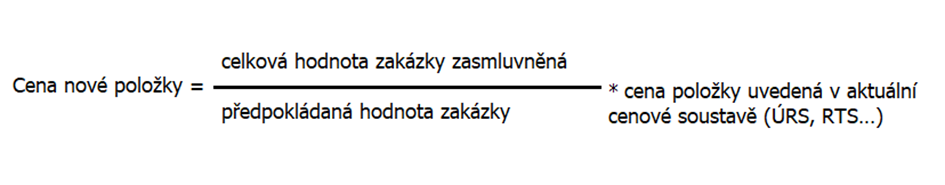 celková hodnota zakázky zasmluvněná
Cena nové položky =
předpokládaná hodnota zakázky
* cena položky uvedená v aktuální
cenové soustavě (ÚRS, RTS...)